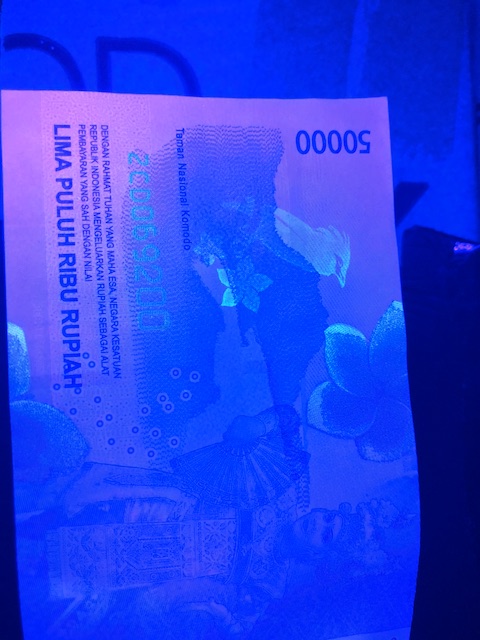 50000
Taman Nasional Komodo
DENGAN RAHMAT TUHAN YANG MAHA ESA, NEGARA KESATUAN
REPUBLIK INDONESIA MENGELUARKAN RUPIAH SEBAGAI ALAT
PEMBAYARAN YANG SAH DENGAN NILAI
LIMA PULUH RIBU RUPIAH